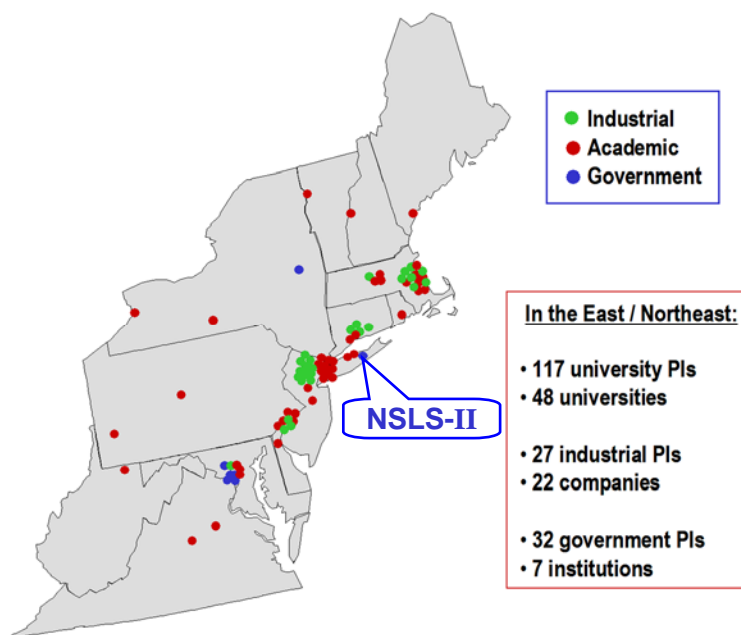 Industrial
Academic
Government
In the East / Northeast:
• 117 university PIs
• 48 universities
• 27 industrial PIs
• 22 companies
• 32 government PIs
• 7 institutions
NSLS-II